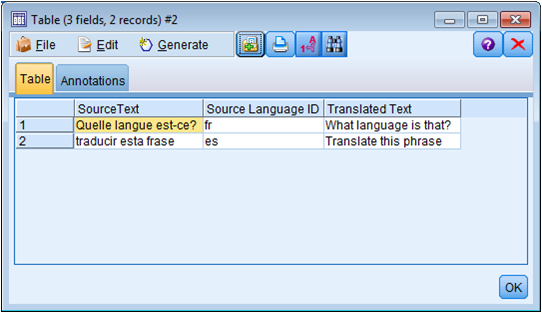 Table (3 fields, 2 records) #2
File Edit Generate
Table Annotations
SourceText Source Language ID Translated Text
1 Quelle langue est-ce? fr What language is that?
2 traducir esta frase es Translate this phrase
OK